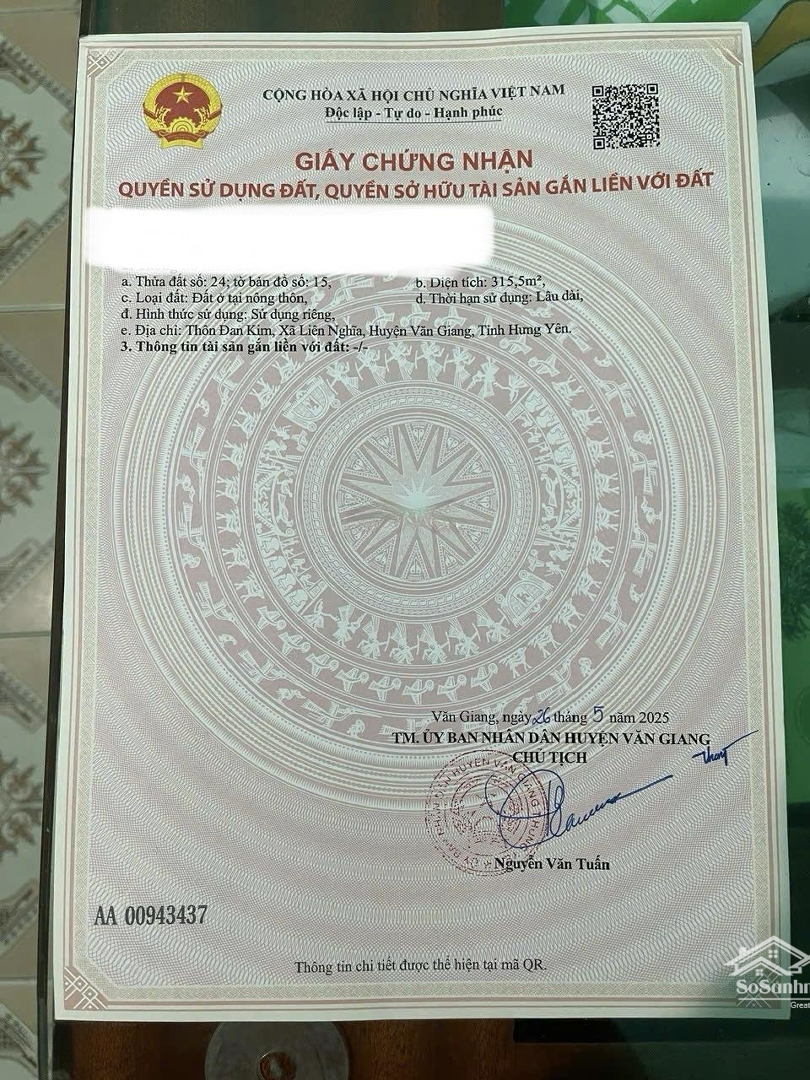 CỘNG HÒA XÃ HỘI CHỦ NGHĨA VIỆT NAM
Độc lập - Tự do - Hạnh phúc
GIẤY CHỨNG NHẬN
QUYỀN SỬ DỤNG ĐẤT, QUYỀN SỞ HỮU TÀI SẢN GẮN LIỀN VỚI ĐẤT
a. Thửa đất số: 24; tờ bản đồ số: 15, b. Diện tích: 315,5m²,
c. Loại đất: Đất ở tại nông thôn, d. Thời hạn sử dụng: Lâu dài,
đ. Hình thức sử dụng: Sử dụng riêng,
e. Địa chỉ: Thôn Đan Kim, Xã Liên Nghĩa, Huyện Văn Giang, Tỉnh Hưng Yên.
3. Thông tin tài sản gắn liền với đất: -/-
Văn Giang, ngày 26 tháng 5 năm 2025
TM. ỦY BAN NHÂN DÂN HUYỆN VĂN GIANG
CHỦ TỊCH
Nguyễn Văn Tuấn
AA 00943437
Thông tin chi tiết được thể hiện tại mã QR.
SoSanhn
Great